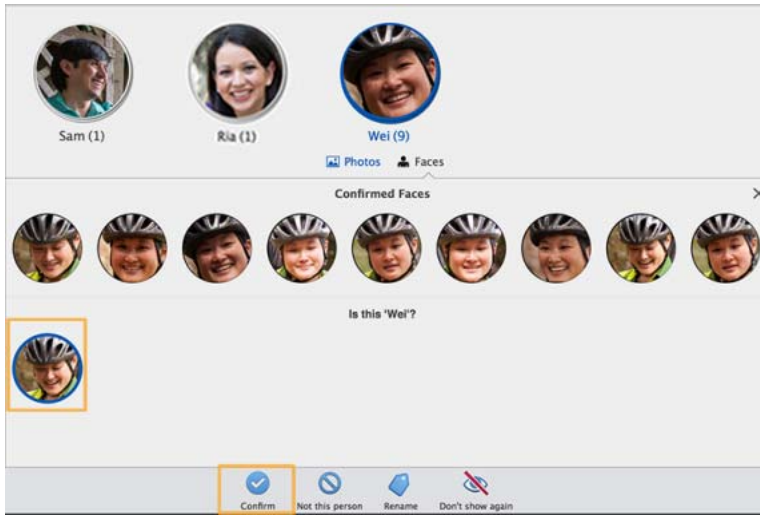 Sam (1) Ria (1) Wei (9)
Photos Faces
Confirmed Faces
Is this 'Wei'?
Confirm Not this person Rename Don't show again